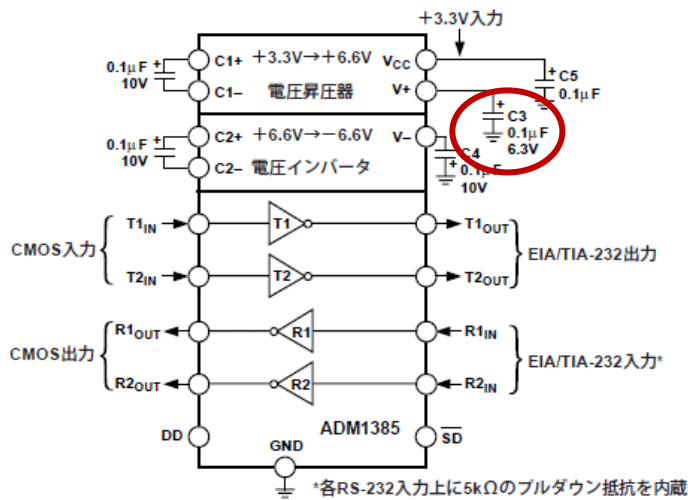 +3.3V入力
0.1μF
10V
C1+
+3.3V→+6.6V
VCC
C1−
電圧昇圧器
V+
C5
0.1μF
C3
0.1μF
6.3V
0.1μF
10V
C2+
+6.6V→−6.6V
V−
C2−
電圧インバータ
C4
0.1μF
10V
CMOS入力
T1IN
T1
T1OUT
T2IN
T2
T2OUT
EIA/TIA-232出力
CMOS出力
R1OUT
R1
R1IN
R2OUT
R2
R2IN
EIA/TIA-232入力*
DD
GND
ADM1385
SD
*各RS-232入力上に5kΩのプルダウン抵抗を内蔵